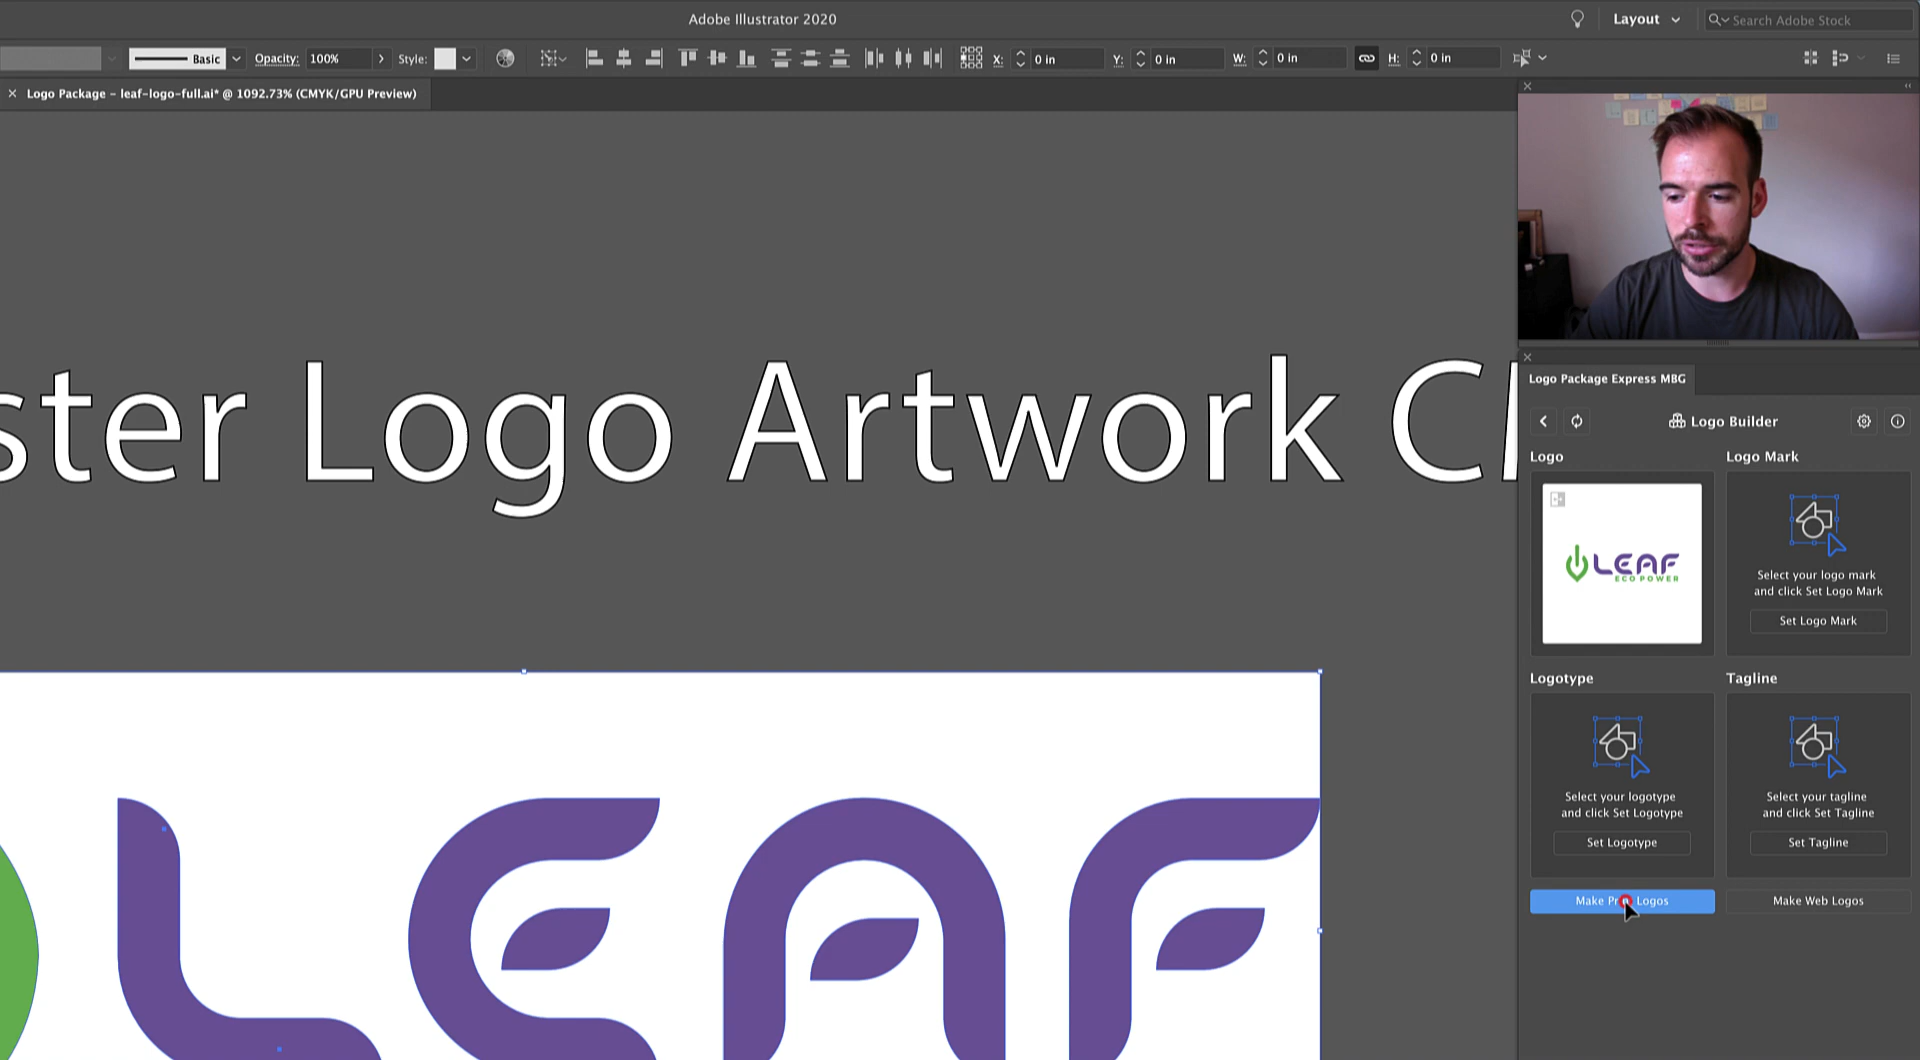 Adobe Illustrator 2020
Layout
Search Adobe Stock
Basic
Opacity:
100%
Style:
X:
0 in
Y:
0 in
W:
0 in
H:
0 in
Logo Package - leaf-logo-full.ai* @ 1092.73% (CMYK/GPU Preview)
ster Logo Artwork C
Logo Package Express MBG
Logo Builder
Logo
Logo Mark
LEAF
ECO POWER
Select your logo mark
and click Set Logo Mark
Set Logo Mark
Logotype
Tagline
Select your logotype
and click Set Logotype
Set Logotype
Select your tagline
and click Set Tagline
Set Tagline
Make Logos
Make Web Logos
LEAF